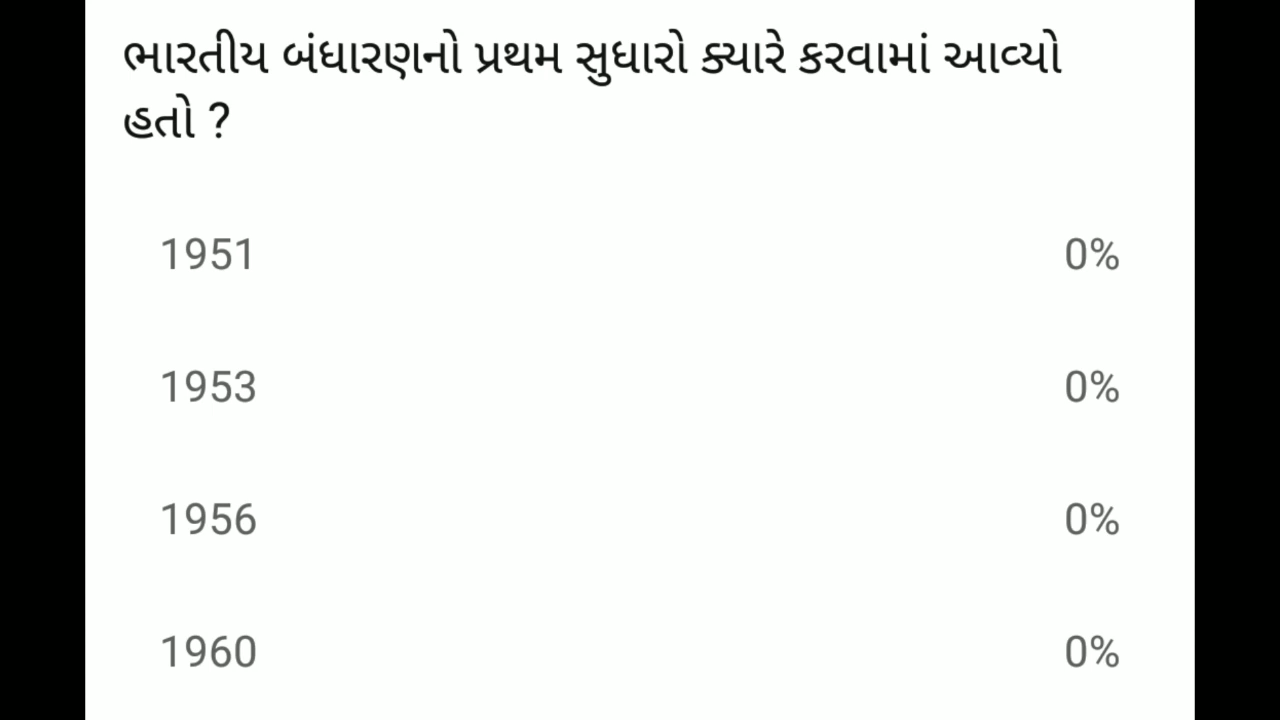 ભારતીય બંધારણનો પ્રથમ સુધારો ક્યારે કરવામાં આવ્યો
હતો ?
1951 0%
1953 0%
1956 0%
1960 0%